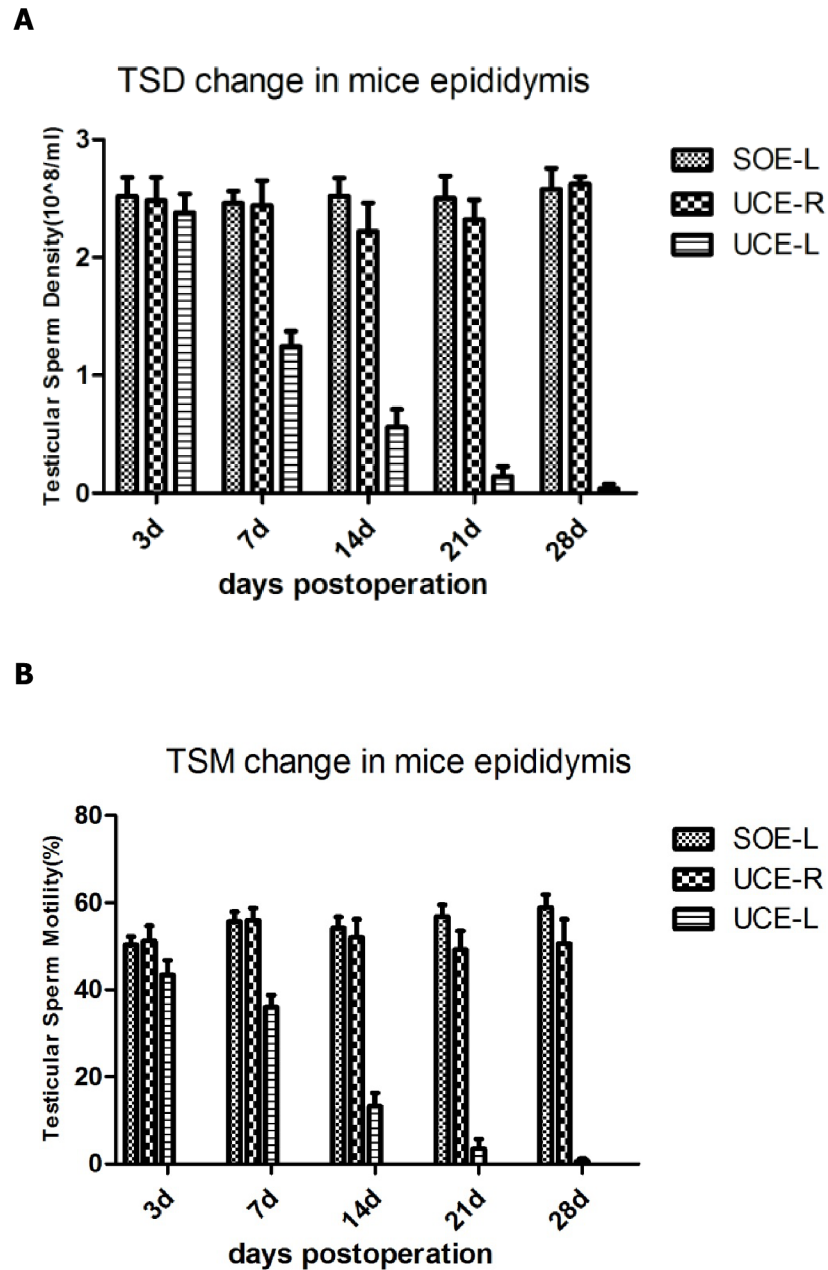 A
TSD change in mice epididymis
Testicular Sperm Density(10^8/ml)
3
2
1
0
3d
7d
14d
21d
28d
days postoperation
SOE-L
UCE-R
UCE-L
B
TSM change in mice epididymis
Testicular Sperm Motility(%)
80
60
40
20
0
3d
7d
14d
21d
28d
days postoperation
SOE-L
UCE-R
UCE-L